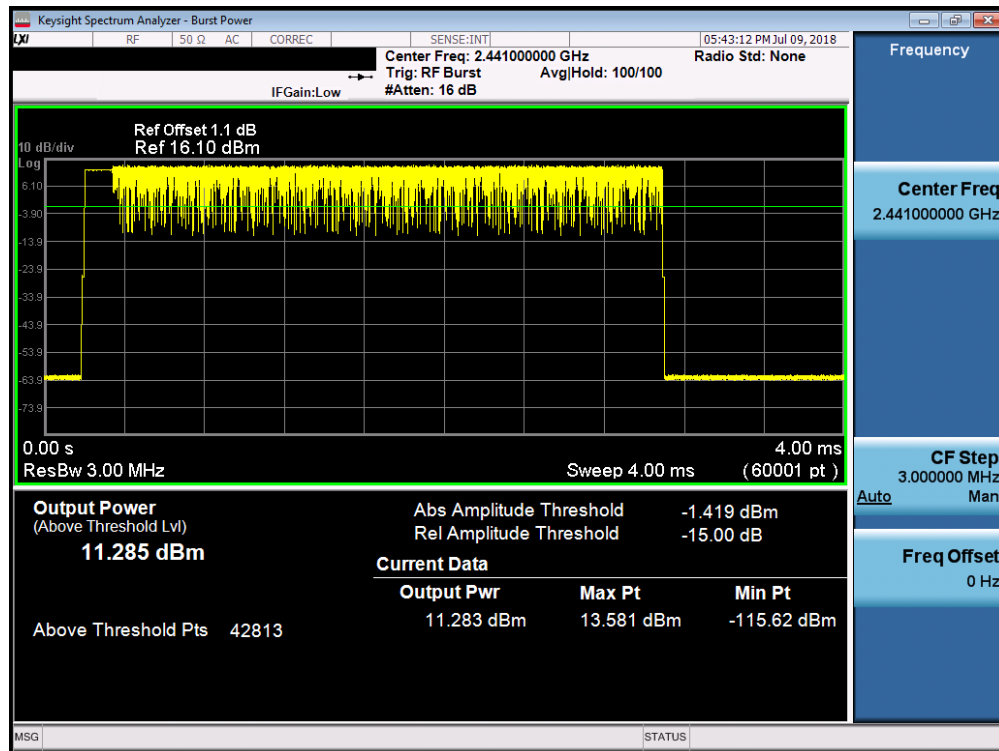 Keysight Spectrum Analyzer - Burst Power
LXI RF 50 Ω AC CORREC SENSE:INT 05:43:12 PM Jul 09, 2018
Center Freq: 2.441000000 GHz Radio Std: None
Trig: RF Burst Avg|Hold: 100/100
IFGain:Low #Atten: 16 dB
Ref Offset 1.1 dB
10 dB/div Ref 16.10 dBm
Log
6.10
-3.90
-13.9
-23.9
-33.9
-43.9
-53.9
-63.9
-73.9
0.00 s 4.00 ms
ResBw 3.00 MHz Sweep 4.00 ms (60001 pt)
Output Power
(Above Threshold Lvl)
11.285 dBm
Above Threshold Pts 42813
Abs Amplitude Threshold -1.419 dBm
Rel Amplitude Threshold -15.00 dB
Current Data
Output Pwr Max Pt Min Pt
11.283 dBm 13.581 dBm -115.62 dBm
Frequency
Center Freq
2.441000000 GHz
CF Step
3.000000 MHz
Auto Man
Freq Offset
0 Hz
MSG STATUS